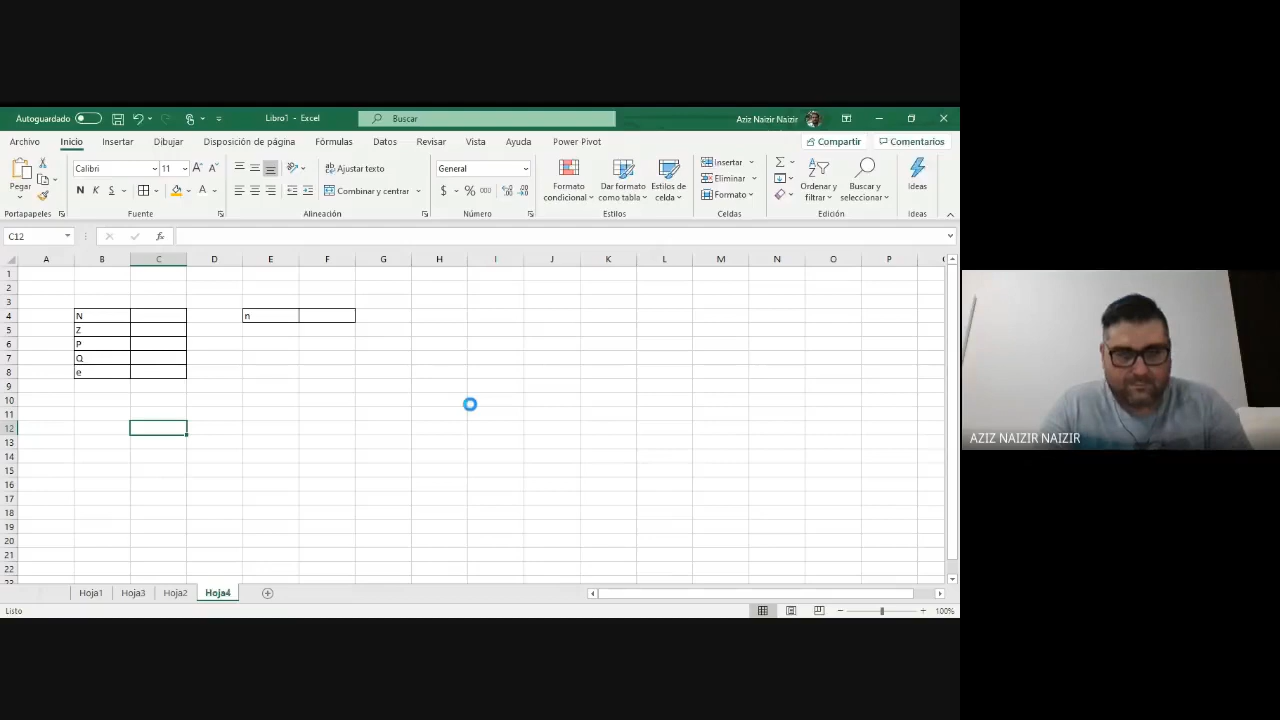 Autoguardado
Libro1 - Excel
Buscar
Aziz Naizir Naizir
Archivo Inicio Insertar Dibujar Disposición de página Fórmulas Datos Revisar Vista Ayuda Power Pivot
Compartir Comentarios
Pegar
Calibri 11
N K S
Ajustar texto
Combinar y centrar
General
$ % 000
Formato condicional
Dar formato como tabla
Estilos de celda
Insertar
Eliminar
Formato
Ordenar y filtrar
Buscar y seleccionar
Ideas
Portapapeles Fuente Alineación Número Estilos Celdas Edición Ideas
C12 fx
A B C D E F G H I J K L M N O P
1
2
3
4 N n
5 Z
6 P
7 Q
8 e
9
10
11
12
13
14
15
16
17
18
19
20
21
22
23
Hoja1 Hoja3 Hoja2 Hoja4
Listo
100%
AZIZ NAIZIR NAIZIR